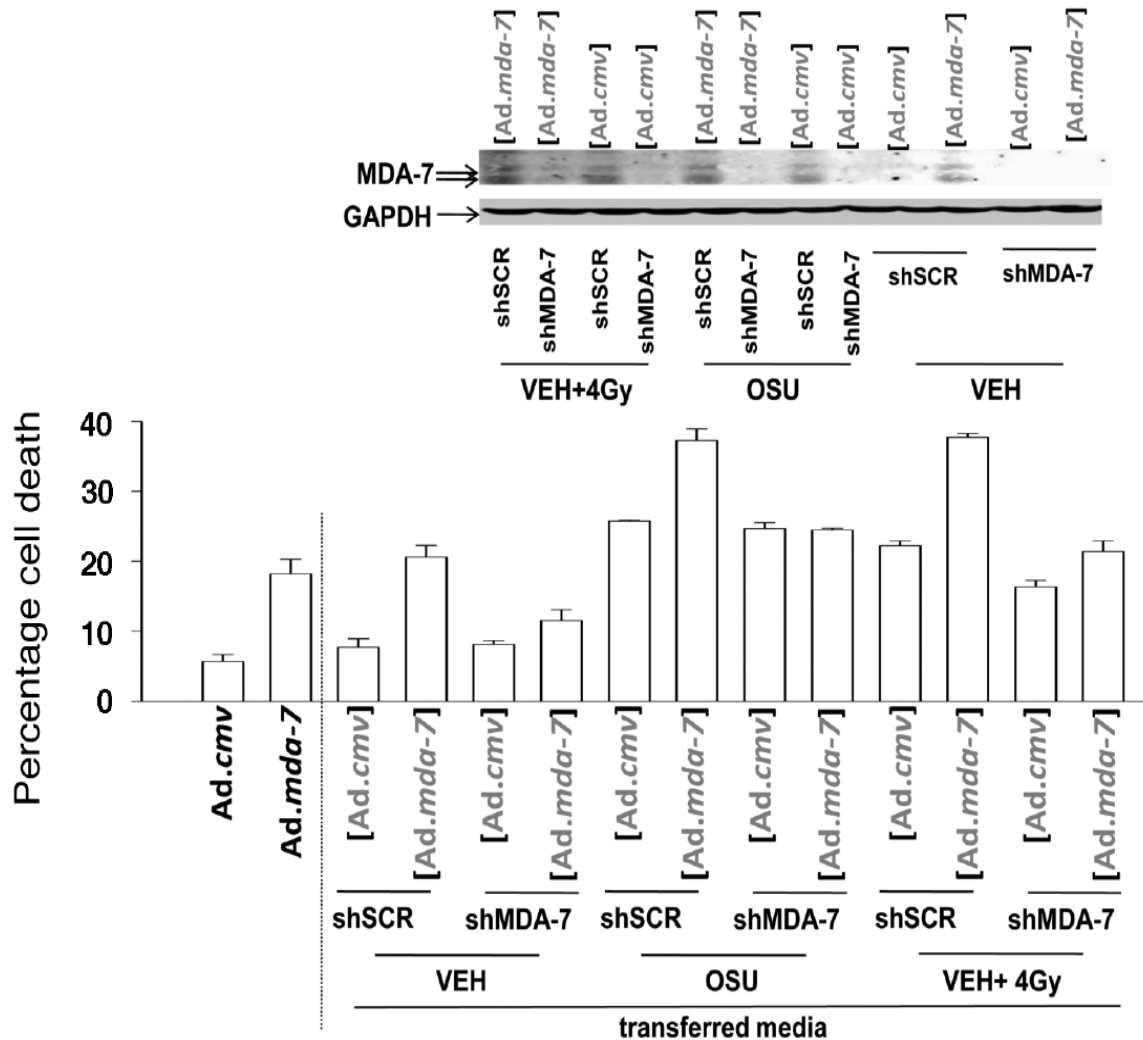 [Ad.mda-7] [Ad.mda-7] [Ad.cmv] [Ad.cmv] [Ad.mda-7] [Ad.mda-7] [Ad.cmv] [Ad.cmv] [Ad.cmv] [Ad.mda-7] [Ad.cmv] [Ad.mda-7]
MDA-7
GAPDH
shSCR shMDA-7 shSCR shMDA-7 shSCR shMDA-7 shSCR shMDA-7 shSCR shMDA-7
VEH+4Gy OSU VEH
Percentage cell death
40
30
20
10
0
Ad.cmv Ad.mda-7 [Ad.cmv] [Ad.mda-7] [Ad.cmv] [Ad.mda-7] [Ad.cmv] [Ad.mda-7] [Ad.cmv] [Ad.mda-7] [Ad.cmv] [Ad.mda-7] [Ad.cmv] [Ad.mda-7]
shSCR shMDA-7 shSCR shMDA-7 shSCR shMDA-7
VEH OSU VEH+ 4Gy
transferred media